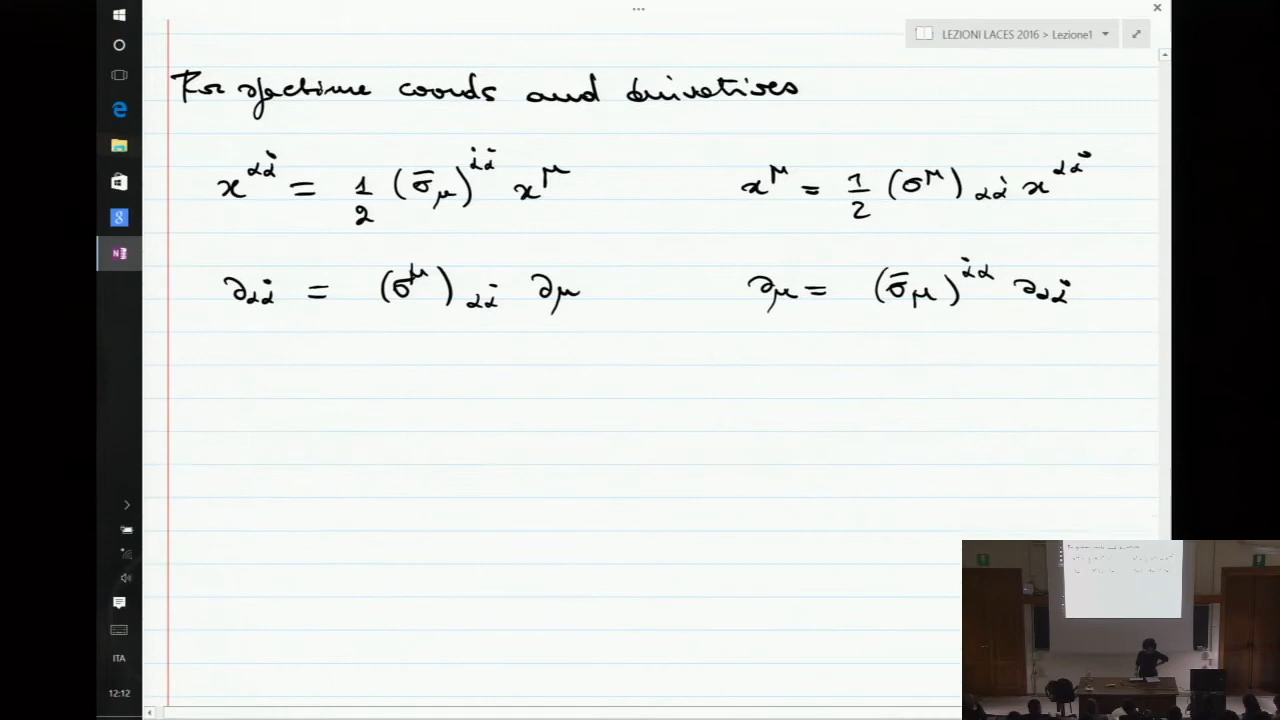 LEZIONI LACES 2016 > Lezione1
For spacetime coords and derivatives
x^{αα̇} = 1/2 (σ̄_μ)^{α̇α} x^μ    x^μ = 1/2 (σ^μ)_{αα̇} x^{αα̇}
∂_{αα̇} = (σ^μ)_{αα̇} ∂_μ    ∂_μ = (σ̄_μ)^{α̇α} ∂_{αα̇}
ITA
12:12